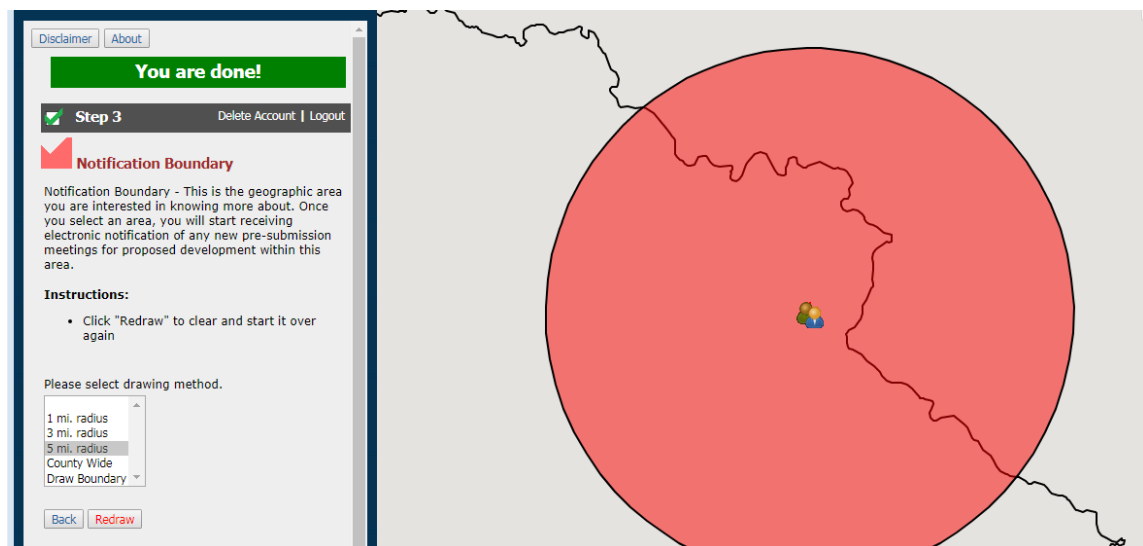 Disclaimer About
You are done!
Step 3 Delete Account | Logout
Notification Boundary
Notification Boundary - This is the geographic area
you are interested in knowing more about. Once
you select an area, you will start receiving
electronic notification of any new pre-submission
meetings for proposed development within this
area.
Instructions:
• Click "Redraw" to clear and start it over
again
Please select drawing method.
1 mi. radius
3 mi. radius
5 mi. radius
County Wide
Draw Boundary
Back Redraw